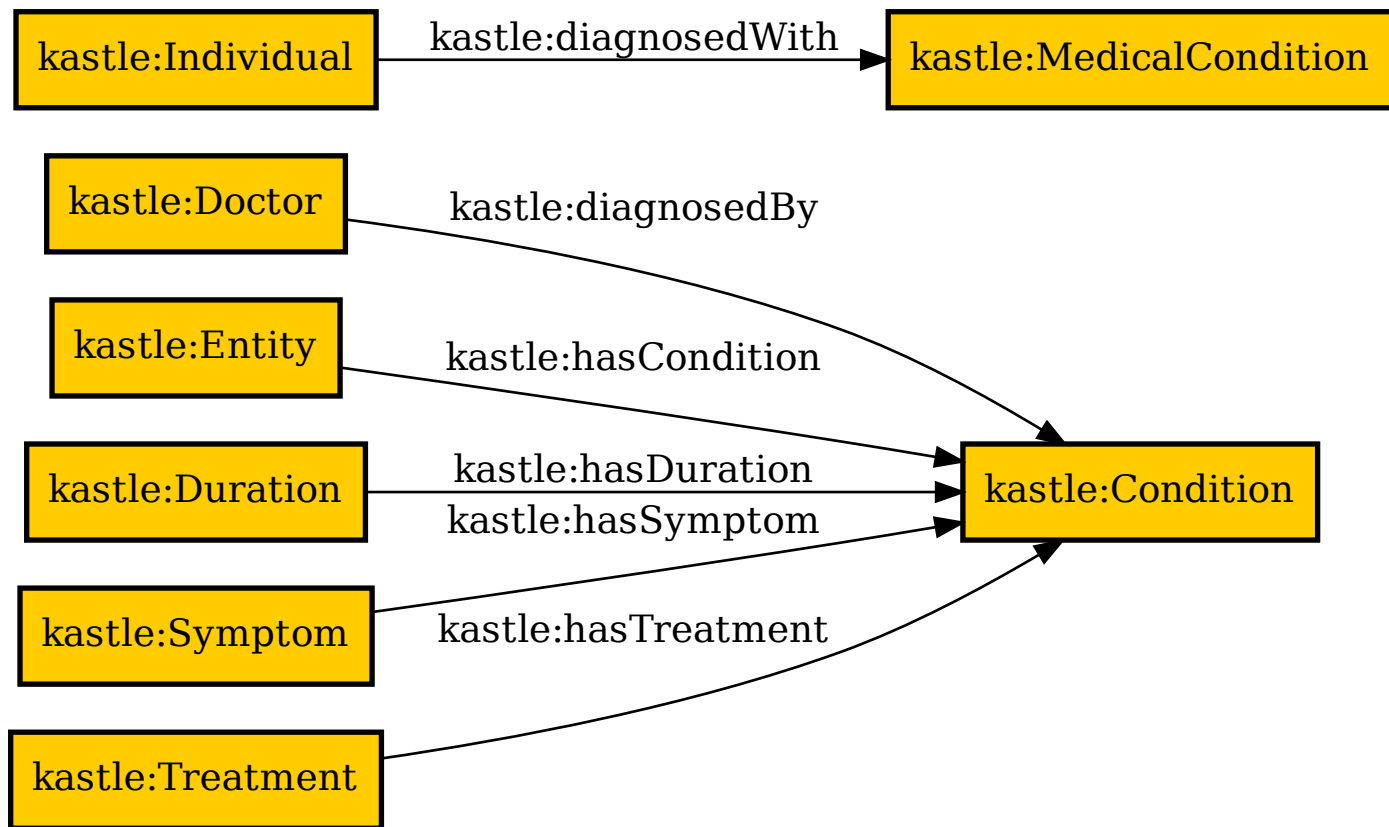 kastle:Individual
kastle:diagnosedWith
kastle:MedicalCondition
kastle:Doctor
kastle:diagnosedBy
kastle:Entity
kastle:hasCondition
kastle:Duration
kastle:hasDuration
kastle:Condition
kastle:hasSymptom
kastle:Symptom
kastle:hasTreatment
kastle:Treatment